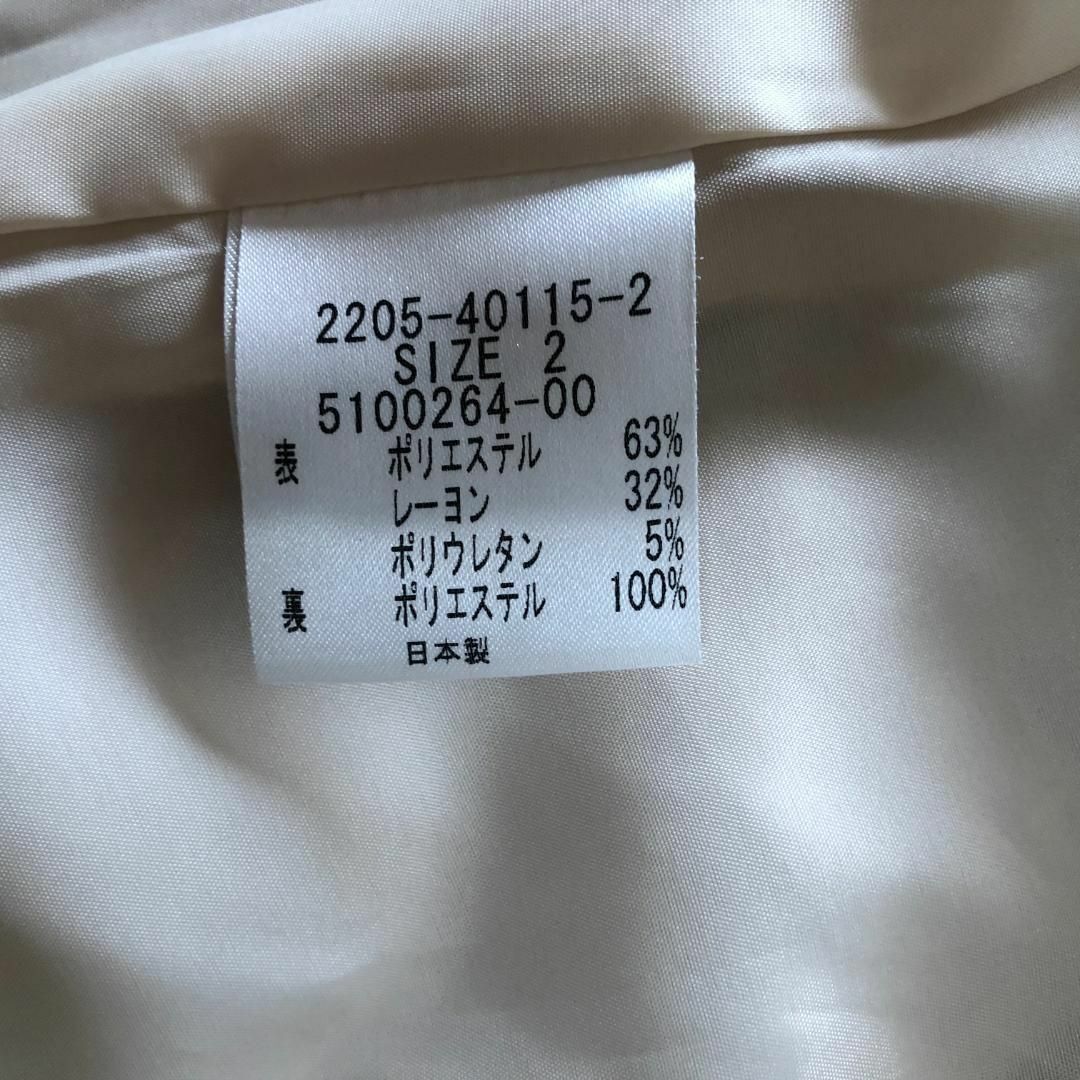 2205-40115-2
SIZE 2
5100264-00
表 ポリエステル 63%
レーヨン 32%
ポリウレタン 5%
裏 ポリエステル 100%
日本製